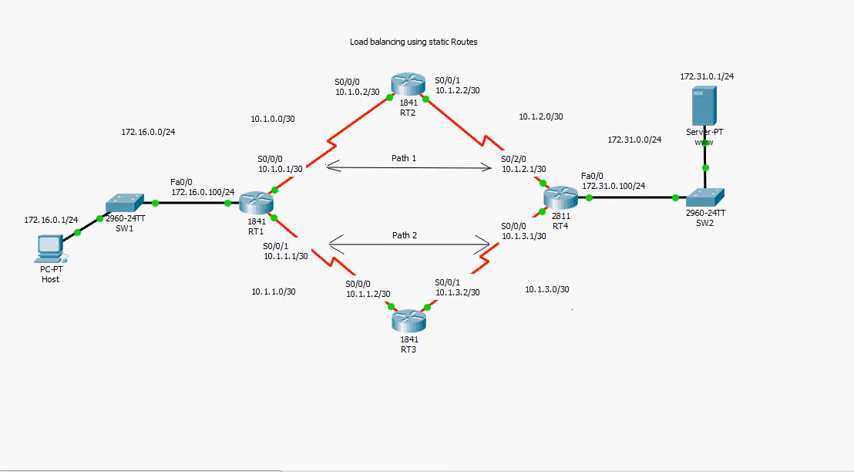 Load balancing using static Routes
172.31.0.1/24
S0/0/0
10.1.0.2/30
S0/0/1
10.1.2.2/30
1841
RT2
10.1.0.0/30
10.1.2.0/30
172.16.0.0/24
172.31.0.0/24
Server-PT
www
S0/0/0
10.1.0.1/30
Path 1
S0/2/0
10.1.2.1/30
Fa0/0
172.16.0.100/24
Fa0/0
172.31.0.100/24
172.16.0.1/24
2960-24TT
SW1
1841
RT1
2811
RT4
2960-24TT
SW2
S0/0/1
10.1.1.1/30
Path 2
S0/0/0
10.1.3.1/30
PC-PT
Host
10.1.1.0/30
S0/0/0
10.1.1.2/30
S0/0/1
10.1.3.2/30
10.1.3.0/30
1841
RT3